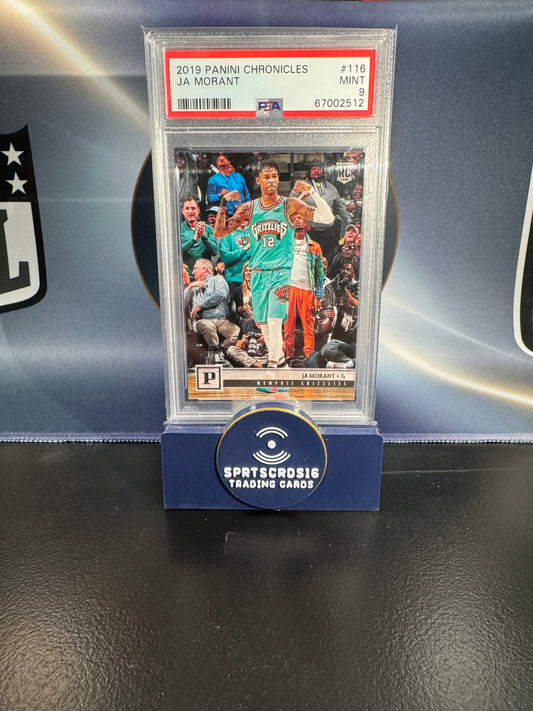 2019 PANINI CHRONICLES #116
JA MORANT MINT
9
PSA 67002512
RC
GRIZZLIES
12
P
JA MORANT • G
MEMPHIS GRIZZLIES
SPRTSCRDS16
TRADING CARDS
L